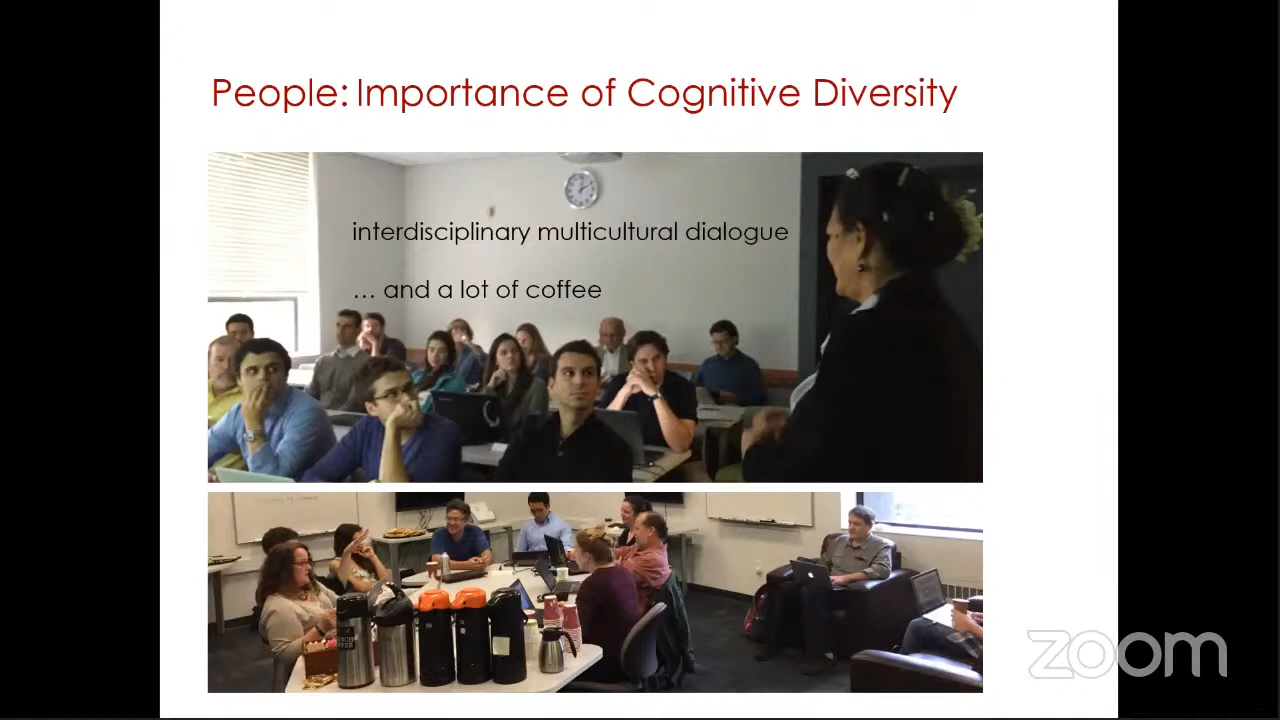 People: Importance of Cognitive Diversity
interdisciplinary multicultural dialogue
... and a lot of coffee
zoom